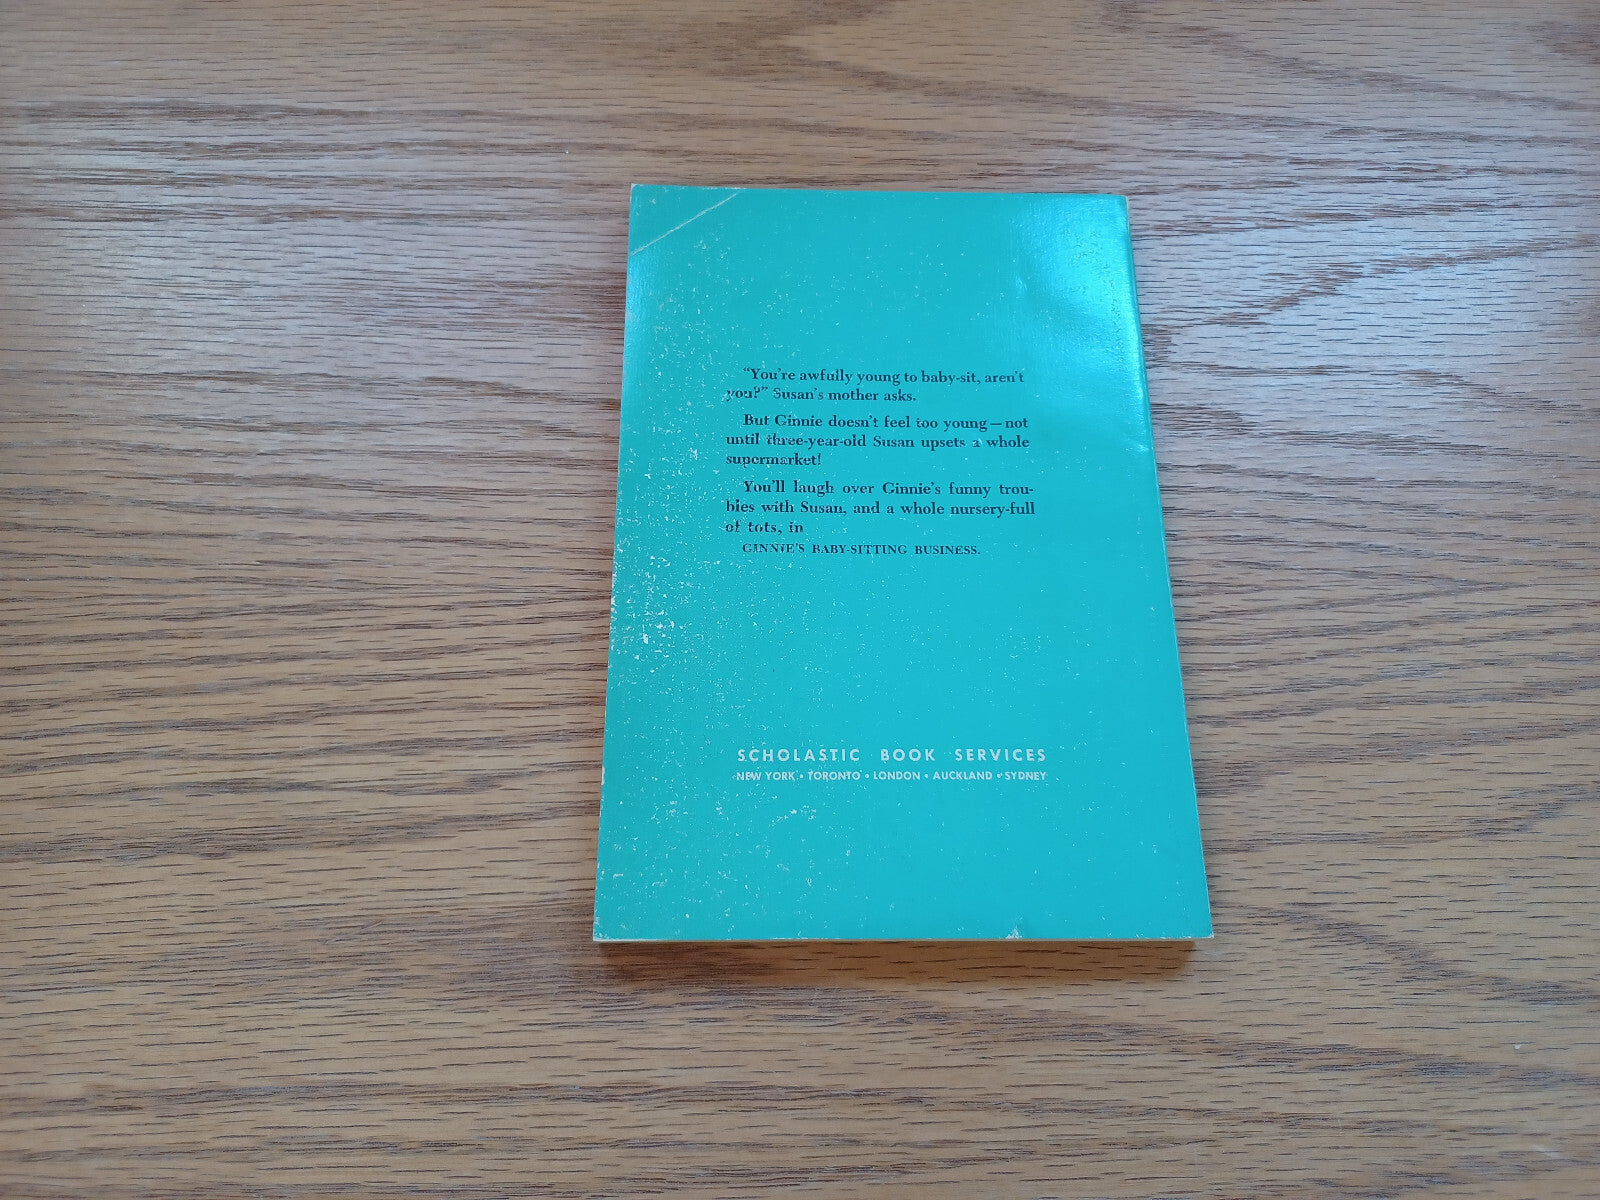 "You're awfully young to baby-sit, aren't
you?" Susan's mother asks.
But Ginnie doesn't feel too young—not
until three-year-old Susan upsets a whole
supermarket!
You'll laugh over Ginnie's funny trou-
bles with Susan, and a whole nursery-full
of tots, in
GINNIE'S BABY-SITTING BUSINESS.
SCHOLASTIC BOOK SERVICES
NEW YORK • TORONTO • LONDON • AUCKLAND • SYDNEY